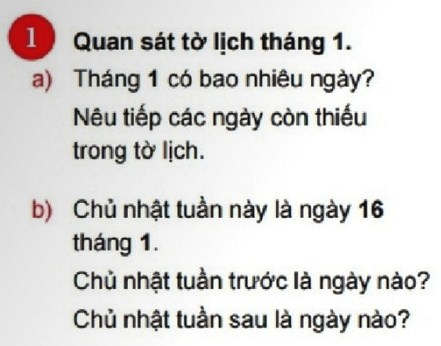 1 Quan sát tờ lịch tháng 1.
a) Tháng 1 có bao nhiêu ngày?
Nêu tiếp các ngày còn thiếu
trong tờ lịch.
b) Chủ nhật tuần này là ngày 16
tháng 1.
Chủ nhật tuần trước là ngày nào?
Chủ nhật tuần sau là ngày nào?